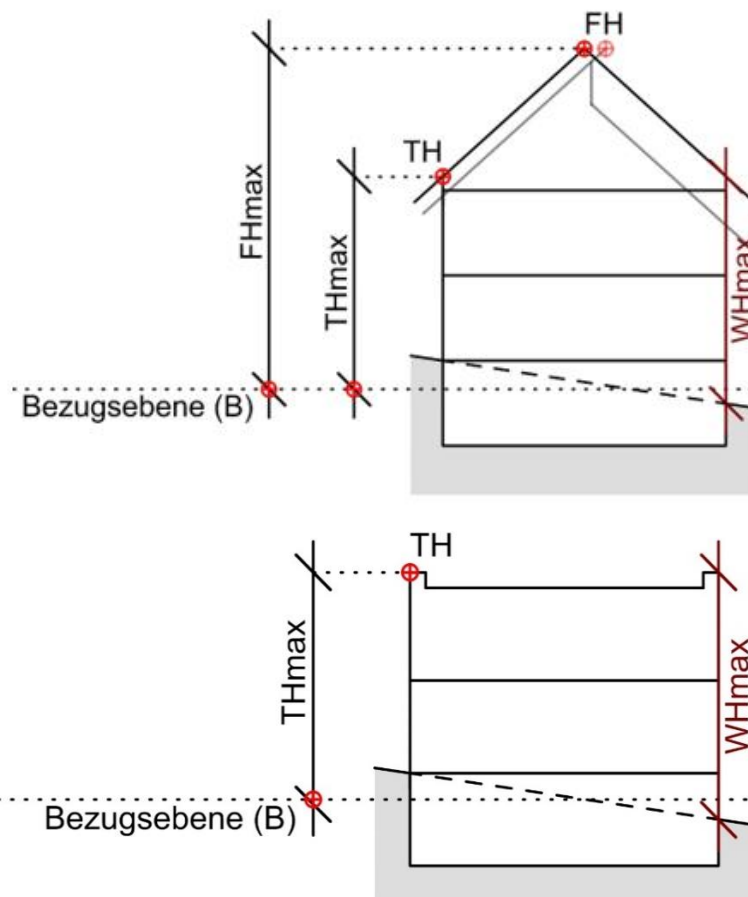 FH
TH
FHmax
THmax
WHmax
Bezugsebene (B)
TH
THmax
WHmax
Bezugsebene (B)